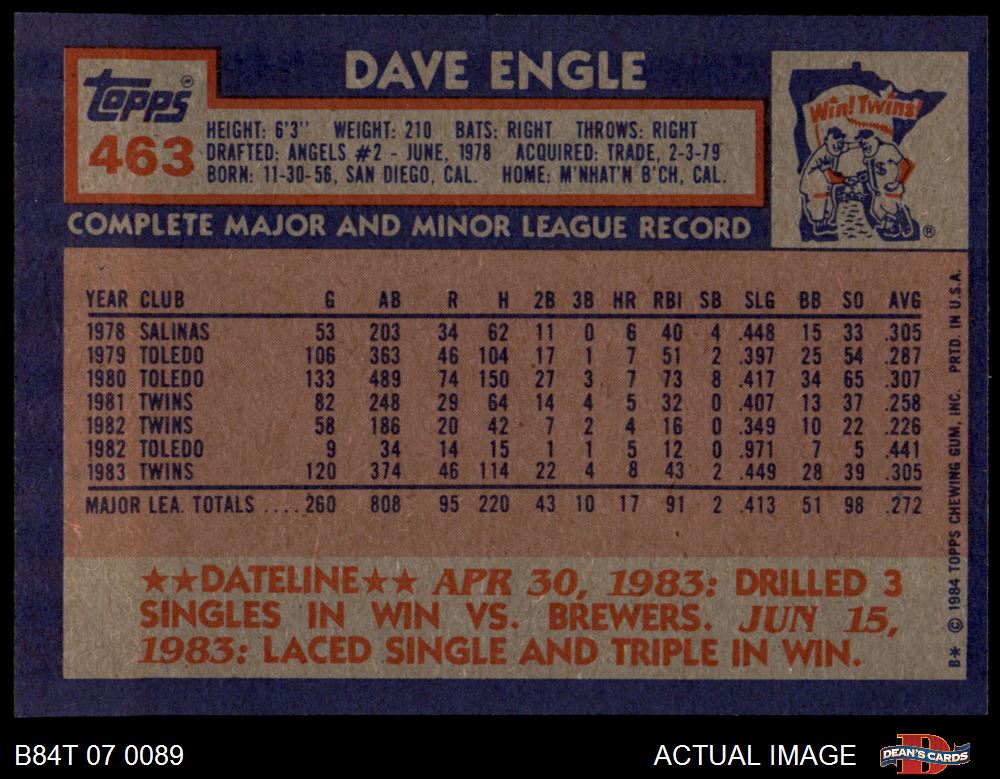 DAVE ENGLE
Topps®
463
HEIGHT: 6'3" WEIGHT: 210 BATS: RIGHT THROWS: RIGHT
DRAFTED: ANGELS #2 - JUNE, 1978 ACQUIRED: TRADE, 2-3-79
BORN: 11-30-56, SAN DIEGO, CAL. HOME: M'NHAT'N B'CH, CAL.
Win! Twins!
®
COMPLETE MAJOR AND MINOR LEAGUE RECORD
YEAR CLUB G AB R H 2B 3B HR RBI SB SLG BB SO AVG
1978 SALINAS 53 203 34 62 11 0 6 40 4 .448 15 33 .305
1979 TOLEDO 106 363 46 104 17 1 7 51 2 .397 25 54 .287
1980 TOLEDO 133 489 74 150 27 3 7 73 8 .417 34 65 .307
1981 TWINS 82 248 29 64 14 4 5 32 0 .407 13 37 .258
1982 TWINS 58 186 20 42 7 2 4 16 0 .349 10 22 .226
1982 TOLEDO 9 34 14 15 1 1 5 12 0 .971 7 5 .441
1983 TWINS 120 374 46 114 22 4 8 43 2 .449 28 39 .305
MAJOR LEA. TOTALS .... 260 808 95 220 43 10 17 91 2 .413 51 98 .272
★★DATELINE★★ APR 30, 1983: DRILLED 3
SINGLES IN WIN VS. BREWERS. JUN 15,
1983: LACED SINGLE AND TRIPLE IN WIN.
B* © 1984 TOPPS CHEWING GUM, INC. PRTD. IN U.S.A.
B84T 07 0089
ACTUAL IMAGE
DEAN'S CARDS